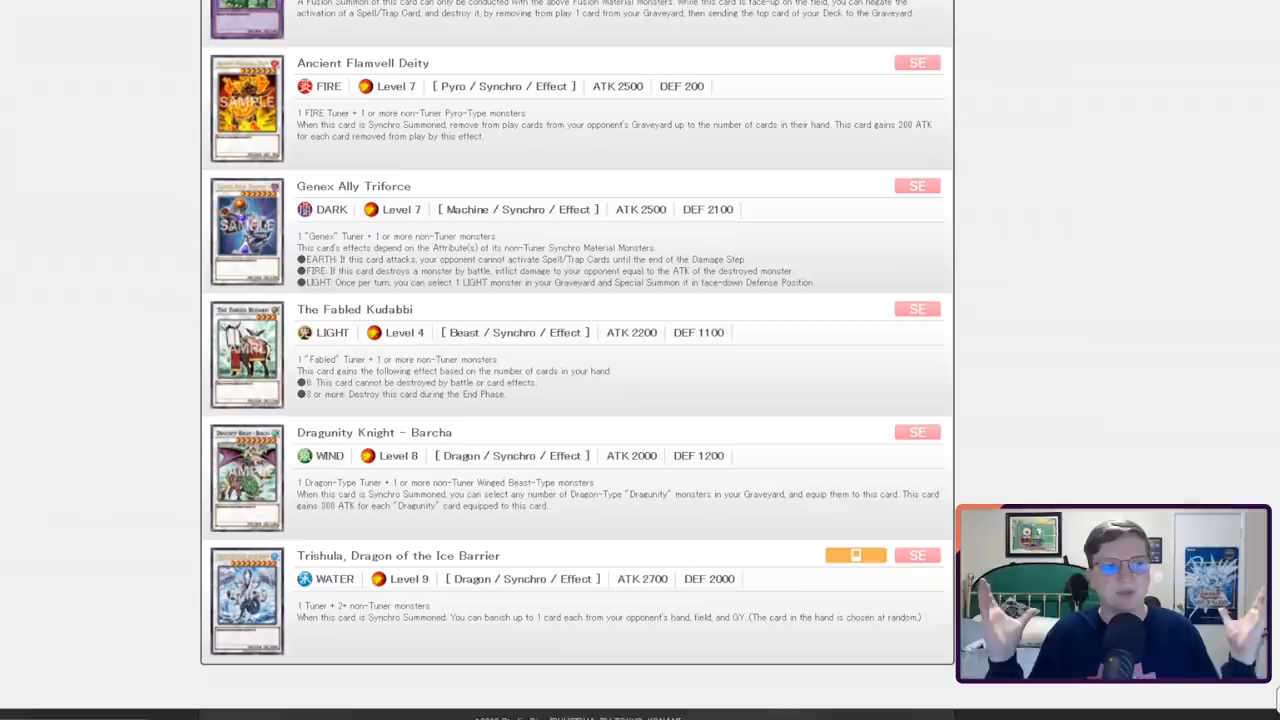 A Fusion Summon of this card can only be conducted with the above Fusion Material Monsters. While this card is face-up on the field, you can negate the
activation of a Spell/Trap Card, and destroy it, by removing from play 1 card from your Graveyard, then sending the top card of your Deck to the Graveyard.
Ancient Flamvell Deity
SE
炎 FIRE Level 7 [ Pyro / Synchro / Effect ] ATK 2500 DEF 200
SAMPLE
1 FIRE Tuner + 1 or more non-Tuner Pyro-Type monsters
When this card is Synchro Summoned, remove from play cards from your opponent's Graveyard up to the number of cards in their hand. This card gains 200 ATK
for each card removed from play by this effect.
Genex Ally Triforce
SE
闇 DARK Level 7 [ Machine / Synchro / Effect ] ATK 2500 DEF 2100
SAMPLE
1 "Genex" Tuner + 1 or more non-Tuner monsters
This card's effects depend on the Attribute(s) of its non-Tuner Synchro Material Monsters.
●EARTH: If this card attacks, your opponent cannot activate Spell/Trap Cards until the end of the Damage Step.
●FIRE: If this card destroys a monster by battle, inflict damage to your opponent equal to the ATK of the destroyed monster.
●LIGHT: Once per turn, you can select 1 LIGHT monster in your Graveyard and Special Summon it in face-down Defense Position.
The Fabled Kudabbi
SE
THE FABLED KUDABBI
光 LIGHT Level 4 [ Beast / Synchro / Effect ] ATK 2200 DEF 1100
1 "Fabled" Tuner + 1 or more non-Tuner monsters
This card gains the following effect based on the number of cards in your hand:
●0: This card cannot be destroyed by battle or card effects.
●3 or more: Destroy this card during the End Phase.
Dragunity Knight - Barcha
SE
DRAGUNITY KNIGHT - BARCHA
風 WIND Level 8 [ Dragon / Synchro / Effect ] ATK 2000 DEF 1200
SAMPLE
1 Dragon-Type Tuner + 1 or more non-Tuner Winged Beast-Type monsters
When this card is Synchro Summoned, you can select any number of Dragon-Type "Dragunity" monsters in your Graveyard, and equip them to this card. This card
gains 300 ATK for each "Dragunity" card equipped to this card.
Trishula, Dragon of the Ice Barrier
SE
水 WATER Level 9 [ Dragon / Synchro / Effect ] ATK 2700 DEF 2000
SAMPLE
1 Tuner + 2+ non-Tuner monsters
When this card is Synchro Summoned: You can banish up to 1 card each from your opponent's hand, field, and GY.(The card in the hand is chosen at random.)